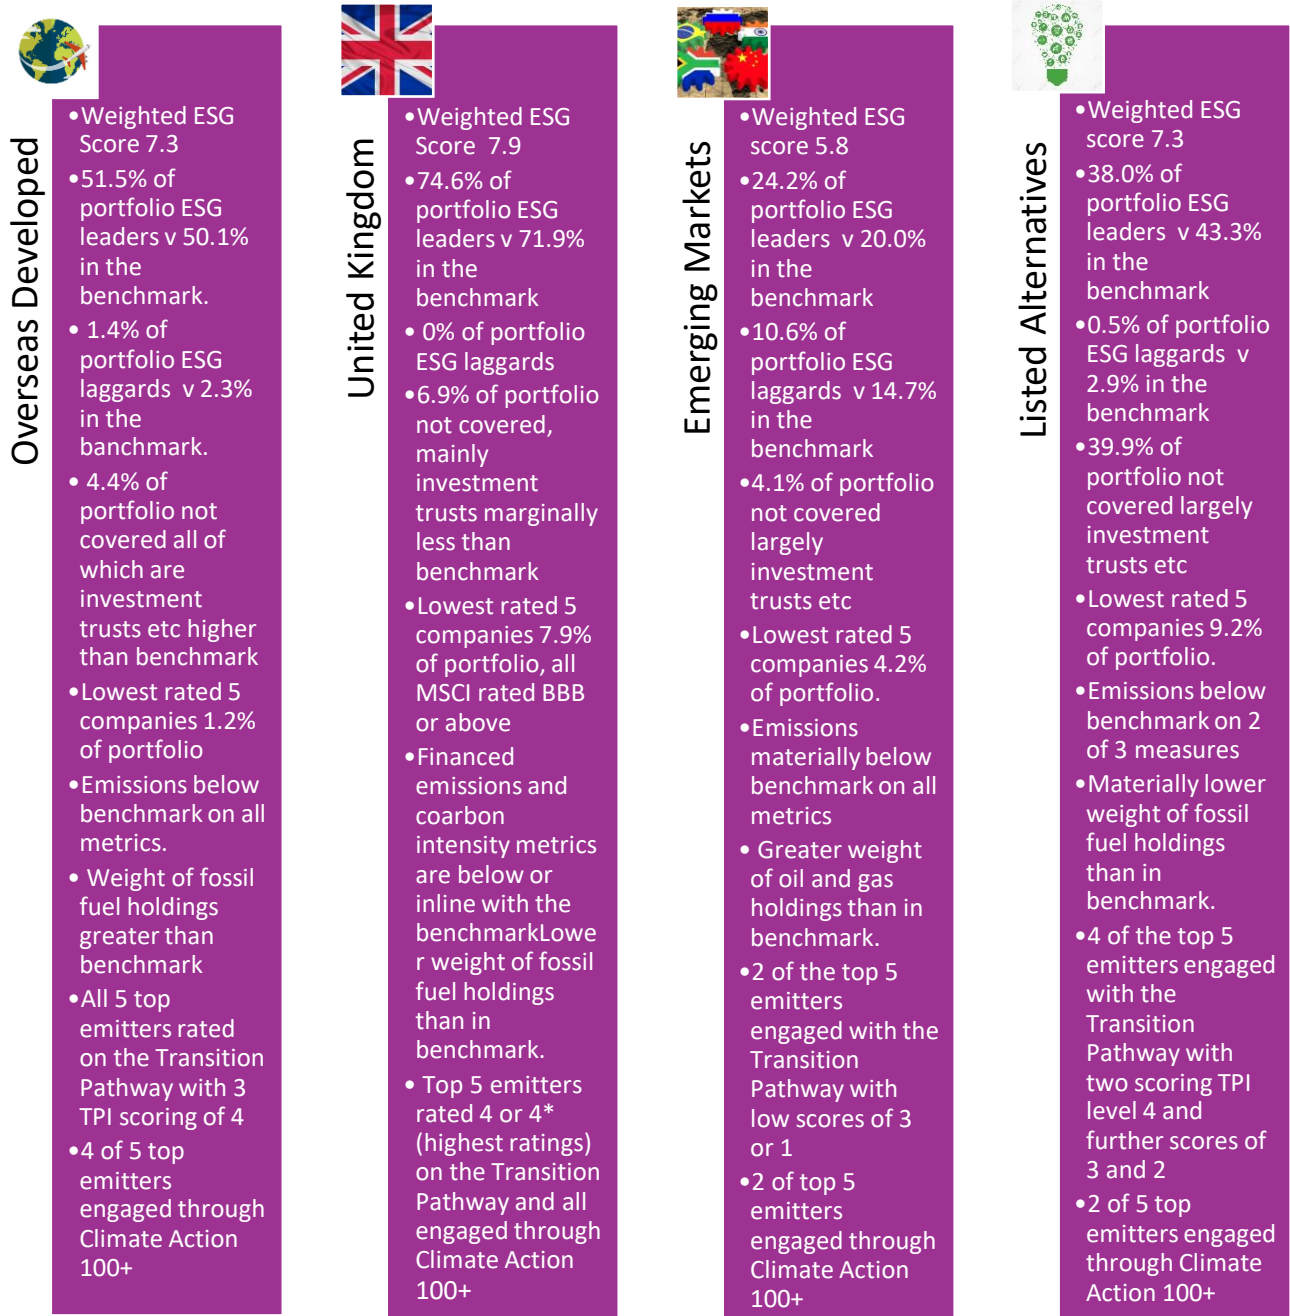 Overseas Developed
•Weighted ESG
Score 7.3
•51.5% of
portfolio ESG
leaders v 50.1%
in the
benchmark.
• 1.4% of
portfolio ESG
laggards v 2.3%
in the
banchmark.
• 4.4% of
portfolio not
covered all of
which are
investment
trusts etc higher
than benchmark
•Lowest rated 5
companies 1.2%
of portfolio
•Emissions below
benchmark on all
metrics.
• Weight of fossil
fuel holdings
greater than
benchmark
•All 5 top
emitters rated
on the Transition
Pathway with 3
TPI scoring of 4
•4 of 5 top
emitters
engaged through
Climate Action
100+
United Kingdom
•Weighted ESG
Score 7.9
•74.6% of
portfolio ESG
leaders v 71.9%
in the
benchmark
• 0% of portfolio
ESG laggards
•6.9% of portfolio
not covered,
mainly
investment
trusts marginally
less than
benchmark
•Lowest rated 5
companies 7.9%
of portfolio, all
MSCI rated BBB
or above
•Financed
emissions and
coarbon
intensity metrics
are below or
inline with the
benchmarkLowe
r weight of fossil
fuel holdings
than in
benchmark.
• Top 5 emitters
rated 4 or 4*
(highest ratings)
on the Transition
Pathway and all
engaged through
Climate Action
100+
Emerging Markets
•Weighted ESG
score 5.8
•24.2% of
portfolio ESG
leaders v 20.0%
in the
benchmark
•10.6% of
portfolio ESG
laggards v 14.7%
in the
benchmark
•4.1% of portfolio
not covered
largely
investment
trusts etc
•Lowest rated 5
companies 4.2%
of portfolio.
•Emissions
materially below
benchmark on all
metrics
• Greater weight
of oil and gas
holdings than in
benchmark.
•2 of the top 5
emitters
engaged with the
Transition
Pathway with
low scores of 3
or 1
•2 of top 5
emitters
engaged through
Climate Action
100+
Listed Alternatives
•Weighted ESG
score 7.3
•38.0% of
portfolio ESG
leaders v 43.3%
in the
benchmark
•0.5% of portfolio
ESG laggards v
2.9% in the
benchmark
•39.9% of
portfolio not
covered largely
investment
trusts etc
•Lowest rated 5
companies 9.2%
of portfolio.
•Emissions below
benchmark on 2
of 3 measures
•Materially lower
weight of fossil
fuel holdings
than in
benchmark.
•4 of the top 5
emitters engaged
with the
Transition
Pathway with
two scoring TPI
level 4 and
further scores of
3 and 2
•2 of 5 top
emitters engaged
through Climate
Action 100+